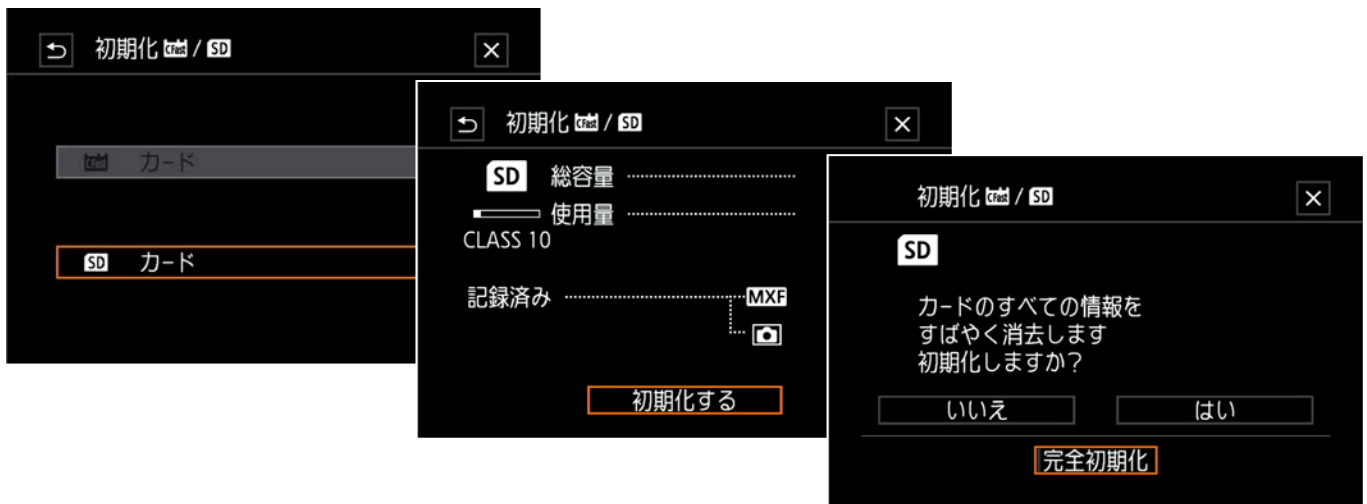 初期化 CFast / SD
CFast カード
SD カード
初期化 CFast / SD
SD 総容量
使用量
CLASS 10
記録済み MXF
初期化する
初期化 CFast / SD
SD
カードのすべての情報を
すばやく消去します
初期化しますか?
いいえ はい
完全初期化